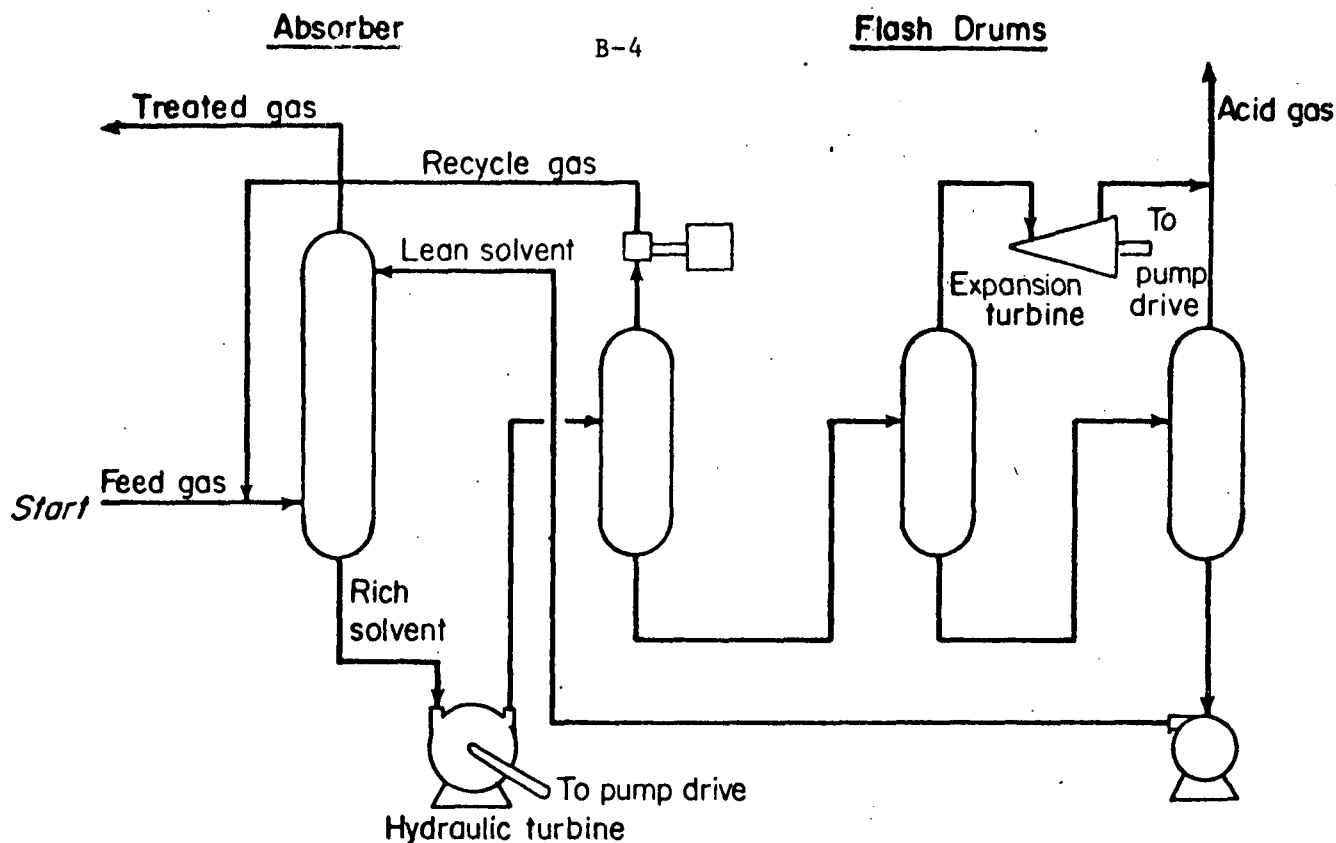 Absorber
B-4
Flash Drums
Treated gas
Acid gas
Recycle gas
Lean solvent
To
pump
drive
Expansion
turbine
Start
Feed gas
Rich
solvent
To pump drive
Hydraulic turbine